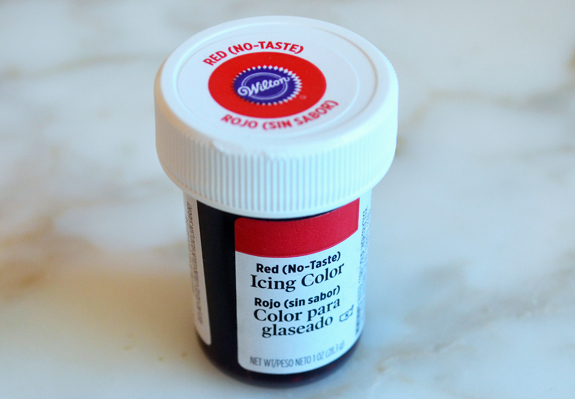 RED (NO-TASTE)
Wilton
ROJO (SIN SABOR)
Red (No-Taste)
Icing Color
Rojo (sin sabor)
Color para
glaseado
NET WT/PESO NETO 1 OZ (28.3 g)